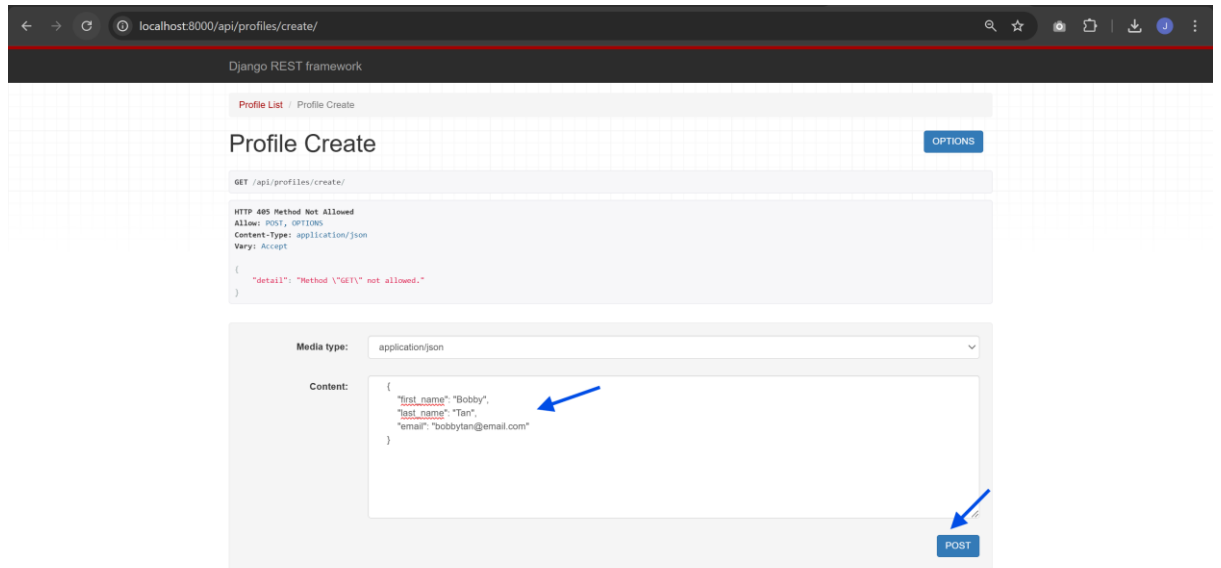 localhost:8000/api/profiles/create/
J
Django REST framework
Profile List / Profile Create
Profile Create
OPTIONS
GET /api/profiles/create/
HTTP 405 Method Not Allowed
Allow: POST, OPTIONS
Content-Type: application/json
Vary: Accept
{
"detail": "Method \"GET\" not allowed."
}
Media type:
application/json
Content:
{
"first_name": "Bobby",
"last_name": "Tan",
"email": "bobbytan@email.com"
}
POST